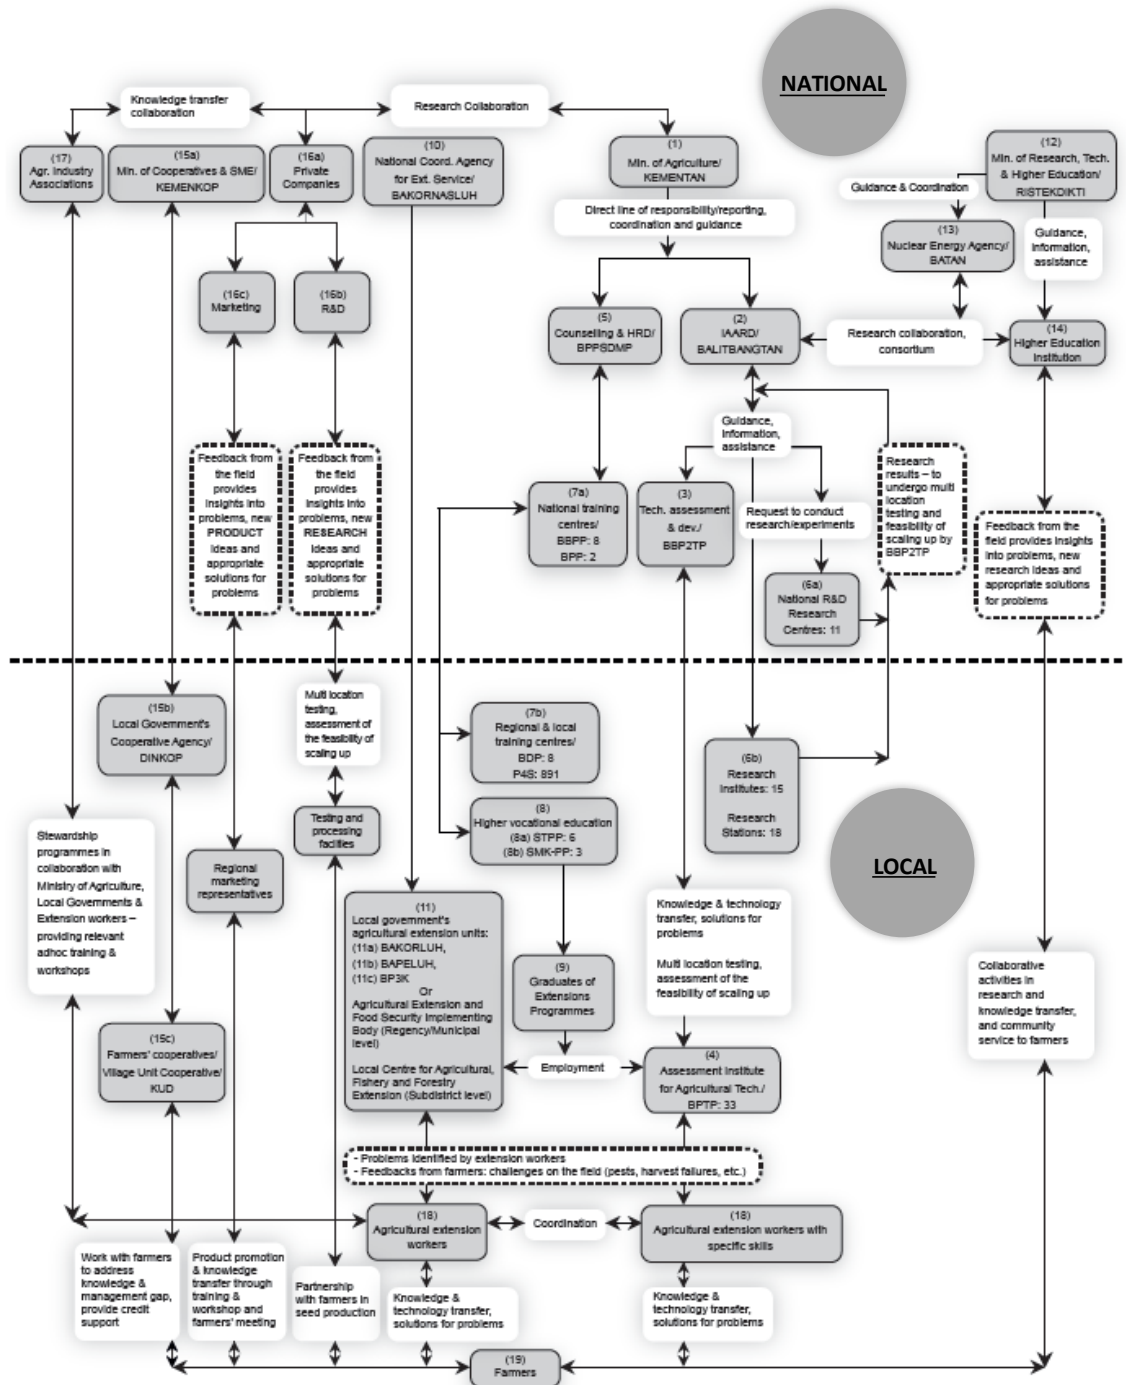 NATIONAL
Knowledge transfer
collaboration
Research Collaboration
(17)
Agr. Industry
Associations
(15a)
Min. of Cooperatives & SME/
KEMENKOP
(16a)
Private
Companies
(10)
National Coord. Agency
for Ext. Service/
BAKORNASLUH
(1)
Min. of Agriculture/
KEMENTAN
(12)
Min. of Research, Tech.
& Higher Education/
RISTEKDIKTI
Guidance & Coordination
Direct line of responsibility/reporting,
coordination and guidance
(13)
Nuclear Energy Agency/
BATAN
Guidance,
information,
assistance
(16c)
Marketing
(16b)
R&D
(5)
Counselling & HRD/
BPPSDMP
(2)
IAARD/
BALITBANGTAN
Research collaboration,
consortium
(14)
Higher Education
Institution
Guidance,
information,
assistance
Feedback from
the field
provides
insights into
problems, new
PRODUCT
ideas and
appropriate
solutions for
problems
Feedback from
the field
provides
insights into
problems, new
RESEARCH
ideas and
appropriate
solutions for
problems
(7a)
National training
centres/
BBPP: 8
BPP: 2
(3)
Tech. assessment
& dev./
BBP2TP
Request to conduct
research/experiments
Research
results – to
undergo multi
location
testing and
feasibility of
scaling up by
BBP2TP
Feedback from the
field provides insights
into problems, new
research ideas and
appropriate solutions
for problems
(6a)
National R&D
Research
Centres: 11
(15b)
Local Government's
Cooperative Agency/
DINKOP
Multi location
testing,
assessment of
the feasibility of
scaling up
(7b)
Regional & local
training centres/
BDP: 8
P4S: 891
(6b)
Research
Institutes: 15
Research
Stations: 18
LOCAL
(8)
Higher vocational education
(8a) STPP: 6
(8b) SMK-PP: 3
Testing and
processing
facilities
Stewardship
programmes in
collaboration with
Ministry of Agriculture,
Local Governments &
Extension workers –
providing relevant
adhoc training &
workshops
Regional
marketing
representatives
(11)
Local government's
agricultural extension units:
(11a) BAKORLUH,
(11b) BAPELUH,
(11c) BP3K
Or
Agricultural Extension and
Food Security Implementing
Body (Regency/Municipal
level)
Local Centre for Agricultural,
Fishery and Forestry
Extension (Subdistrict level)
(9)
Graduates of
Extensions
Programmes
Knowledge & technology
transfer, solutions for
problems
Multi location testing,
assessment of the
feasibility of scaling up
Collaborative
activities in
research and
knowledge transfer,
and community
service to farmers
(15c)
Farmers' cooperatives/
Village Unit Cooperative/
KUD
Employment
(4)
Assessment Institute
for Agricultural Tech./
BPTP: 33
- Problems identified by extension workers
- Feedbacks from farmers: challenges on the field (pests, harvest failures, etc.)
(18)
Agricultural extension
workers
Coordination
(18)
Agricultural extension workers with
specific skills
Work with farmers
to address
knowledge &
management gap,
provide credit
support
Product promotion
& knowledge
transfer through
training &
workshop and
farmers' meeting
Partnership
with farmers in
seed production
Knowledge &
technology transfer,
solutions for problems
Knowledge &
technology transfer,
solutions for problems
(19)
Farmers